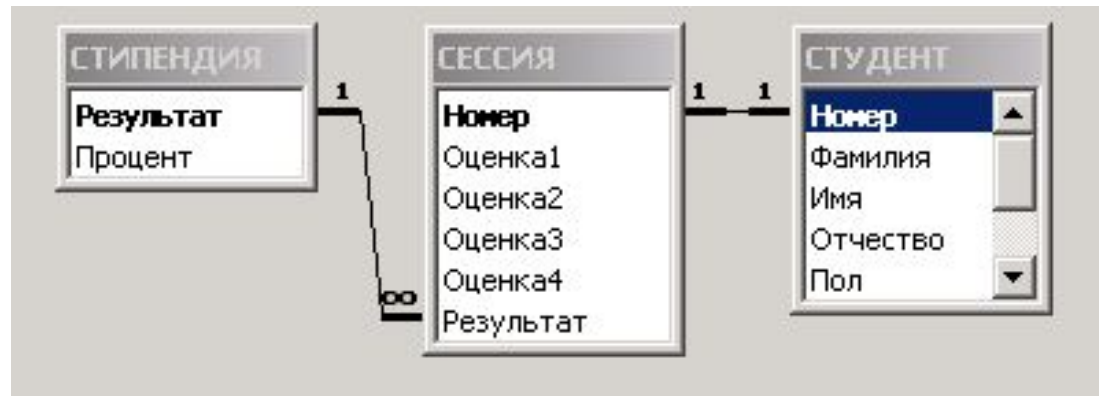 СТИПЕНДИЯ
Результат
Процент
1
∞
СЕССИЯ
Номер
Оценка1
Оценка2
Оценка3
Оценка4
Результат
1
1
СТУДЕНТ
Номер
Фамилия
Имя
Отчество
Пол